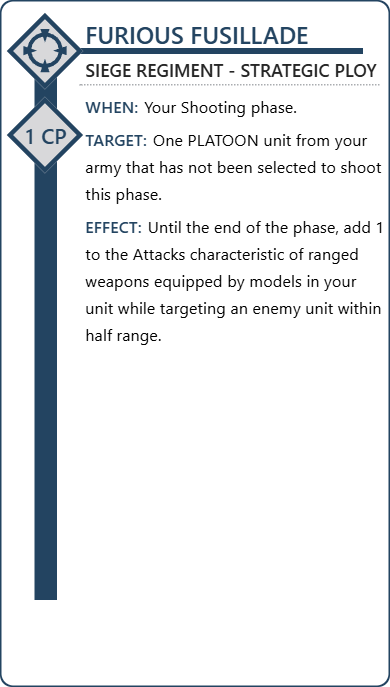 FURIOUS FUSILLADE
SIEGE REGIMENT - STRATEGIC PLOY
1 CP
WHEN: Your Shooting phase.
TARGET: One PLATOON unit from your
army that has not been selected to shoot
this phase.
EFFECT: Until the end of the phase, add 1
to the Attacks characteristic of ranged
weapons equipped by models in your
unit while targeting an enemy unit within
half range.